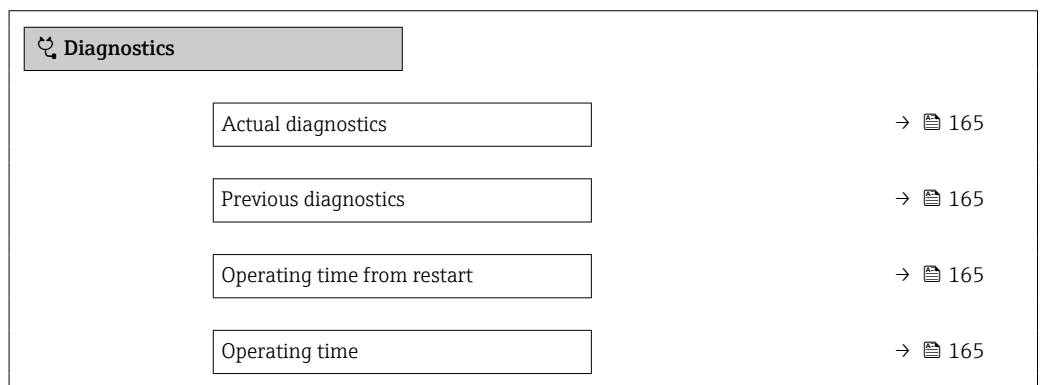 Diagnostics
Actual diagnostics → 165
Previous diagnostics → 165
Operating time from restart → 165
Operating time → 165